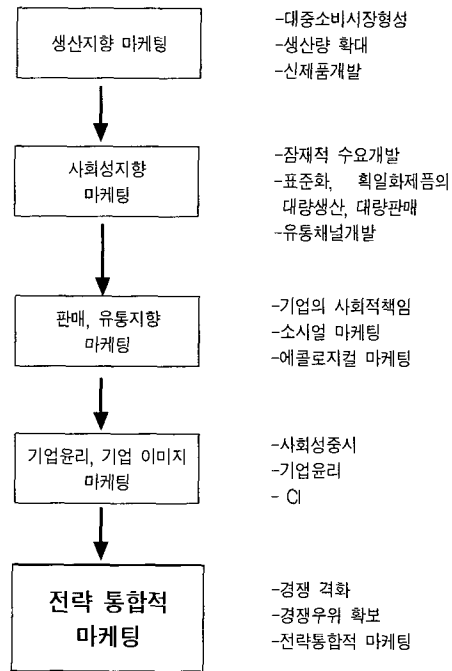 생산지향 마케팅
-대중소비시장형성
-생산량 확대
-신제품개발
사회성지향
마케팅
-잠재적 수요개발
-표준화, 획일화제픔의
대량생산, 대량판매
-유통채널개발
판매, 유통지향
마케팅
-기업의 사회적책임
-소시얼 마케팅
-에콜로지컬 마케팅
기업윤리, 기업 이미지
마케팅
-사회성중시
-기업윤리
- CI
전략 통합적
마케팅
-경쟁 격화
-경쟁우위 확보
-전략통합적 마케팅